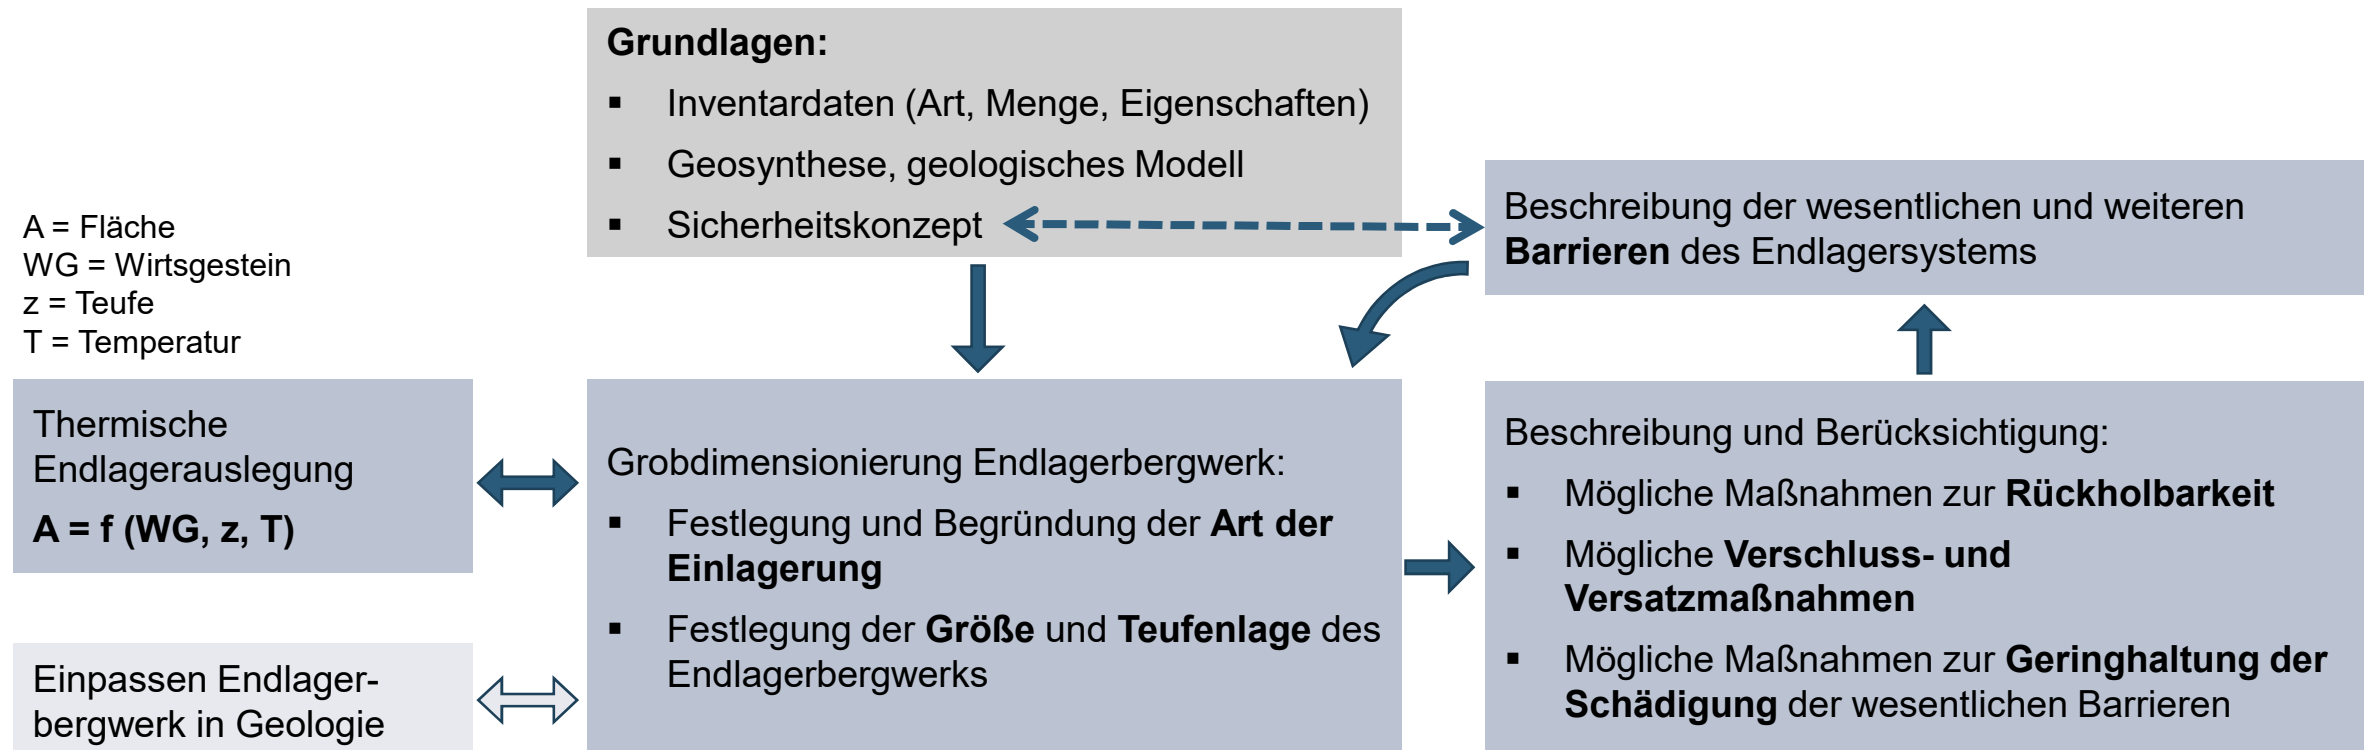 Grundlagen:
▪ Inventardaten (Art, Menge, Eigenschaften)
▪ Geosynthese, geologisches Modell
▪ Sicherheitskonzept
Beschreibung der wesentlichen und weiteren
Barrieren des Endlagersystems
A = Fläche
WG = Wirtsgestein
z = Teufe
T = Temperatur
Thermische
Endlagerauslegung
A = f (WG, z, T)
Einpassen Endlager-
bergwerk in Geologie
Grobdimensionierung Endlagerbergwerk:
▪ Festlegung und Begründung der Art der
Einlagerung
▪ Festlegung der Größe und Teufenlage des
Endlagerbergwerks
Beschreibung und Berücksichtigung:
▪ Mögliche Maßnahmen zur Rückholbarkeit
▪ Mögliche Verschluss- und
Versatzmaßnahmen
▪ Mögliche Maßnahmen zur Geringhaltung der
Schädigung der wesentlichen Barrieren